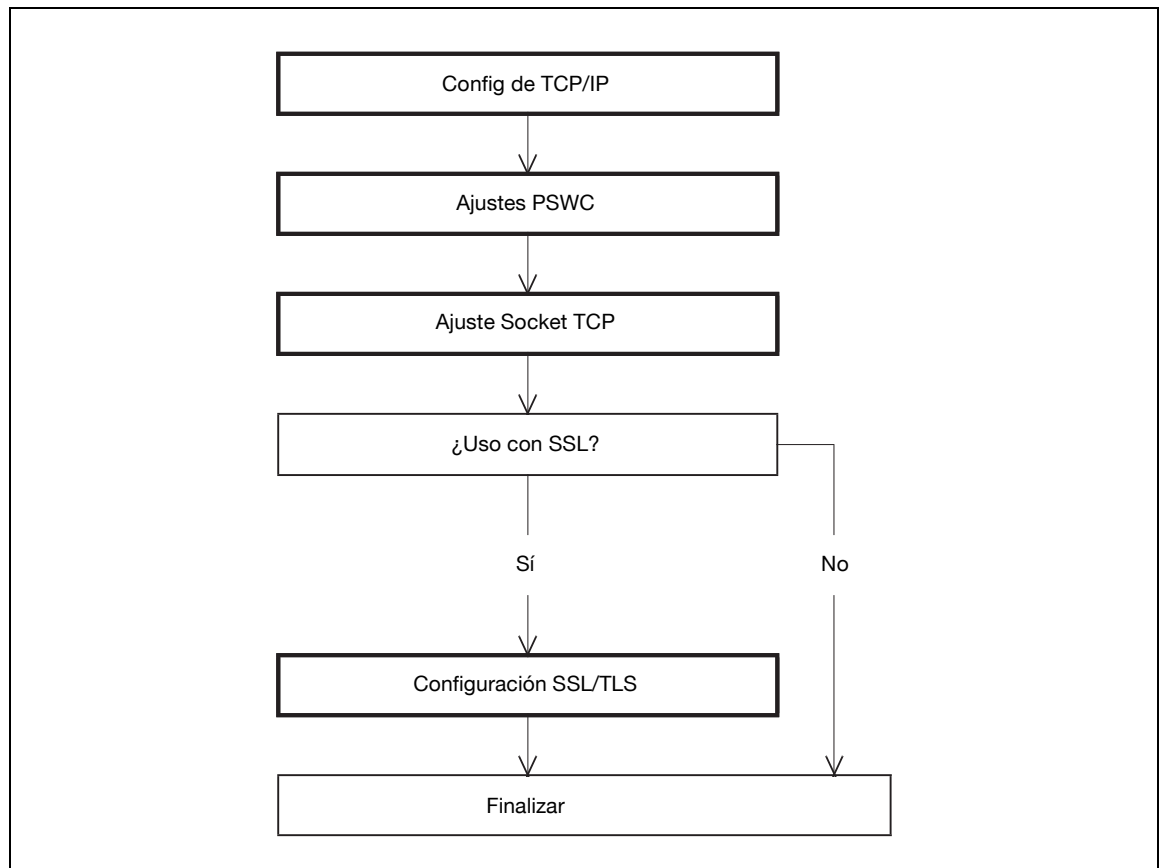 Config de TCP/IP
Ajustes PSWC
Ajuste Socket TCP
¿Uso con SSL?
Sí
No
Configuración SSL/TLS
Finalizar